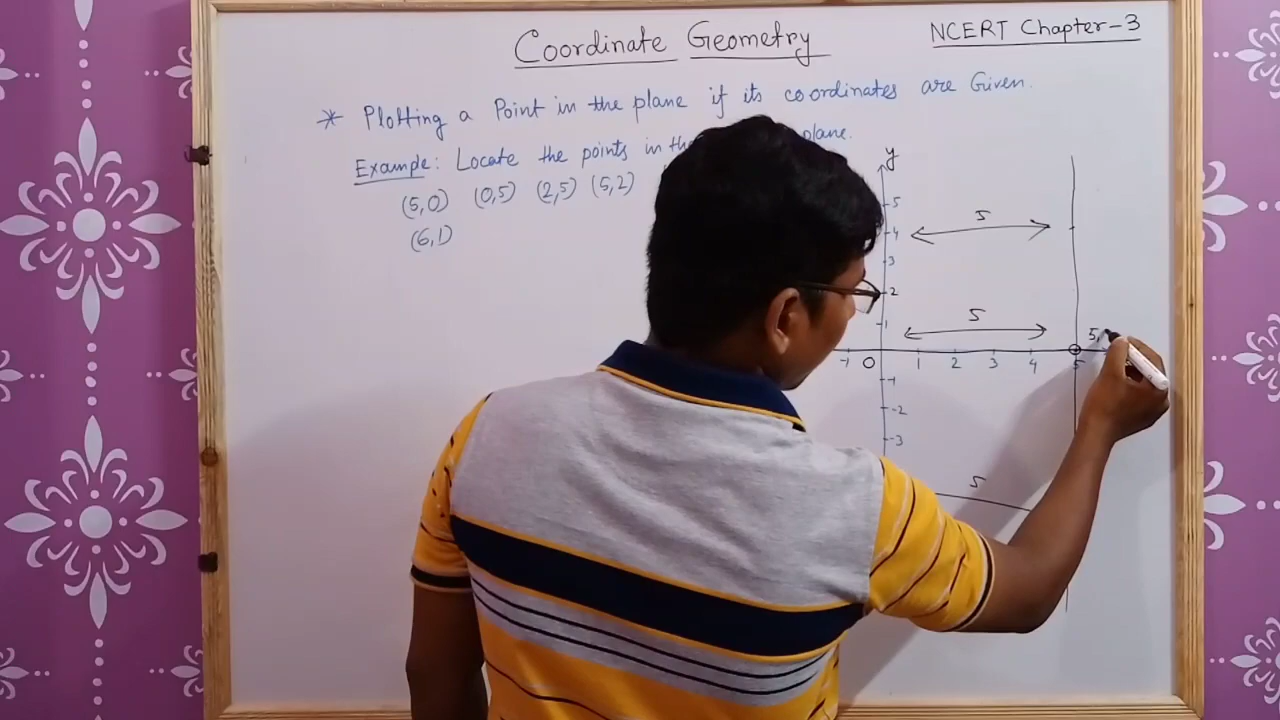 Coordinate Geometry
NCERT Chapter-3
* Plotting a Point in the plane if its coordinates are Given.
Example: Locate the points in the plane.
(5,0) (0,5) (2,5) (5,2)
(6,1)
y
5
4
3
2
1
-1 O 1 2 3 4 5
-1
-2
-3
5
5
5
5,